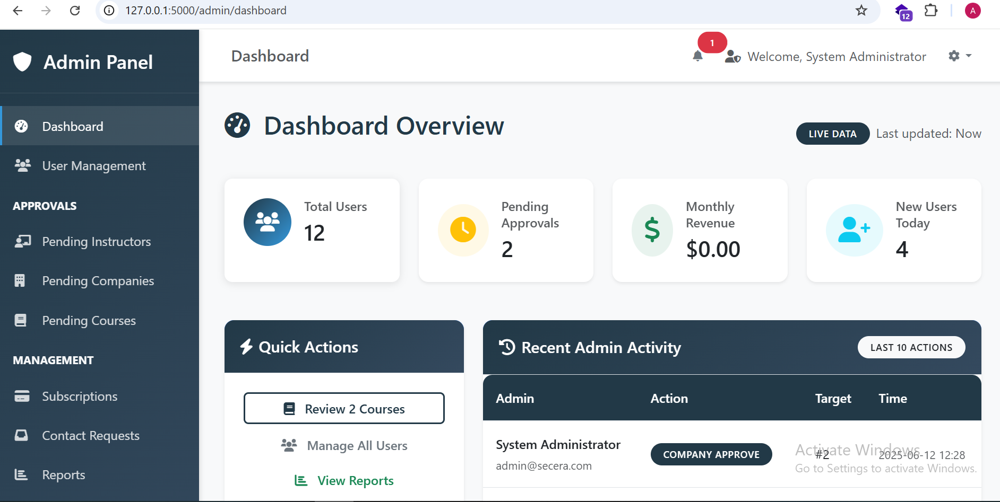 127.0.0.1:5000/admin/dashboard
12
A
Admin Panel
Dashboard
1
Welcome, System Administrator
Dashboard
User Management
APPROVALS
Pending Instructors
Pending Companies
Pending Courses
MANAGEMENT
Subscriptions
Contact Requests
Reports
Dashboard Overview
LIVE DATA
Last updated: Now
Total Users
12
Pending
Approvals
2
Monthly
Revenue
$0.00
New Users
Today
4
Quick Actions
Review 2 Courses
Manage All Users
View Reports
Recent Admin Activity
LAST 10 ACTIONS
Admin Action Target Time
System Administrator
admin@secera.com
COMPANY APPROVE
#2
2025-06-12 12:28
Activate Windows
Go to Settings to activate Windows.